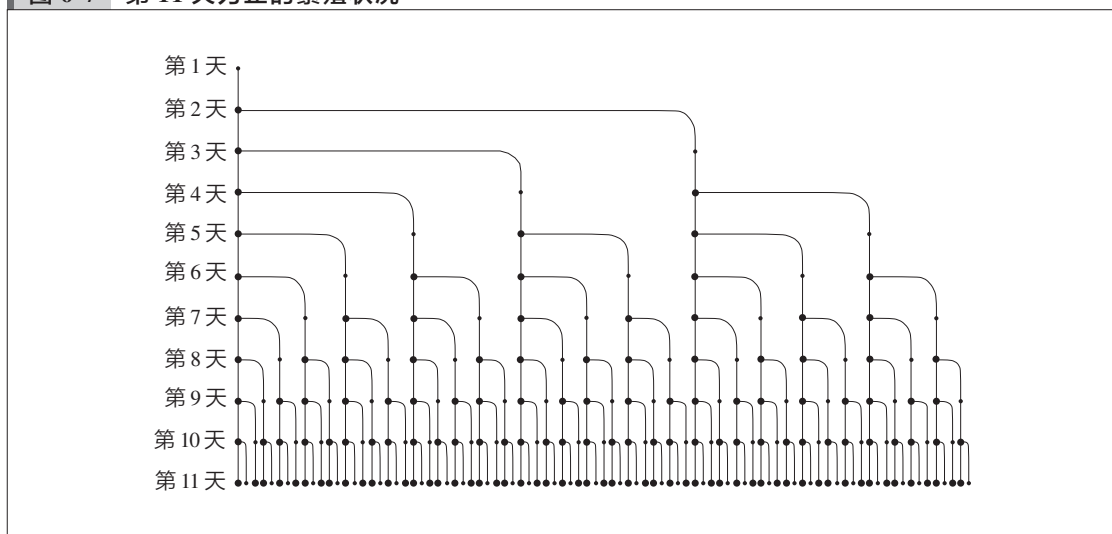 第 1 天
第 2 天
第 3 天
第 4 天
第 5 天
第 6 天
第 7 天
第 8 天
第 9 天
第 10 天
第 11 天